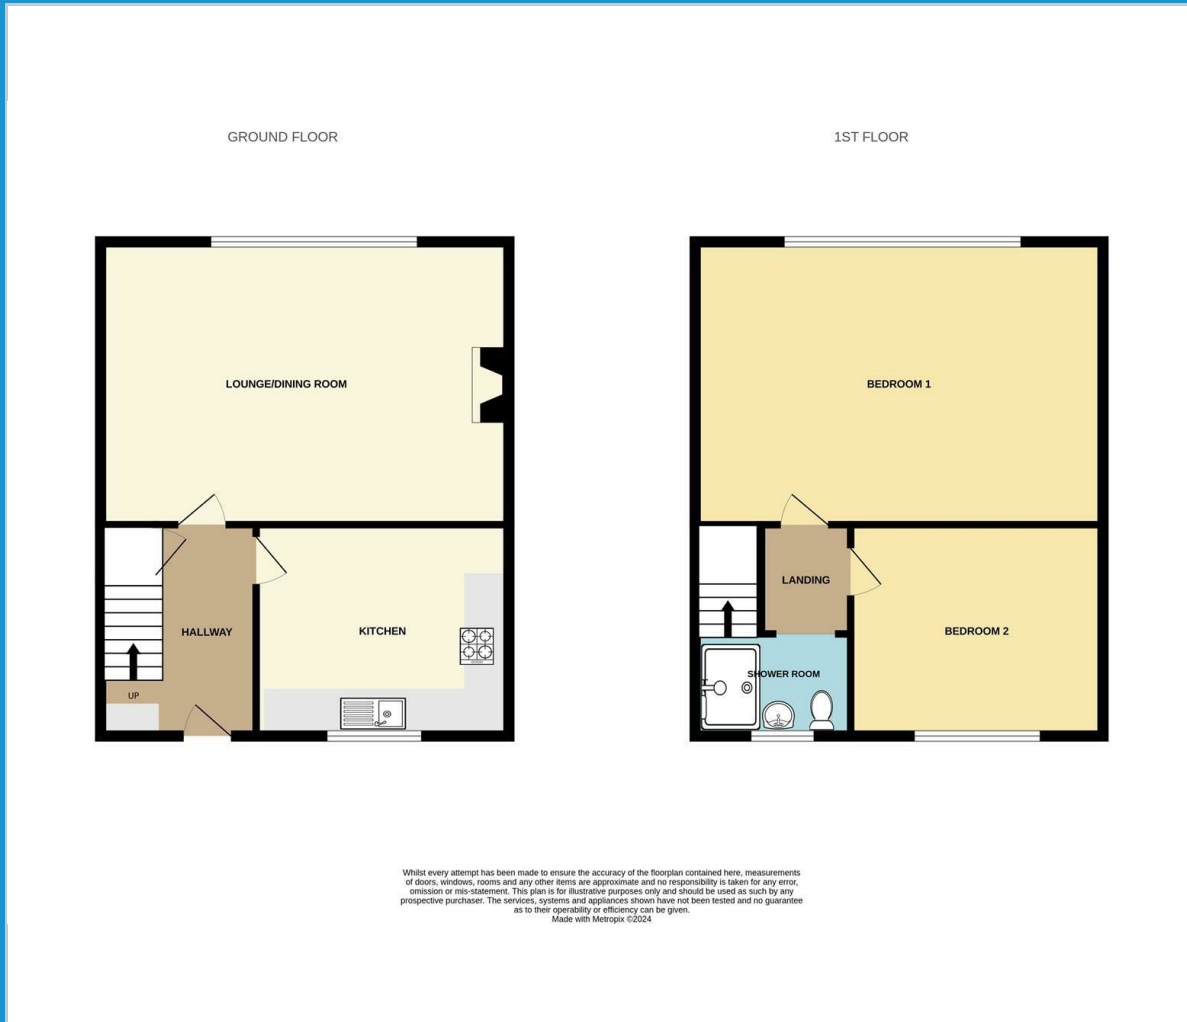 GROUND FLOOR
1ST FLOOR
LOUNGE/DINING ROOM
BEDROOM 1
LANDING
HALLWAY
KITCHEN
BEDROOM 2
SHOWER ROOM
UP
Whilst every attempt has been made to ensure the accuracy of the floorplan contained here, measurements
of doors, windows, rooms and any other items are approximate and no responsibility is taken for any error,
omission or mis-statement. This plan is for illustrative purposes only and should be used as such by any
prospective purchaser. The services, systems and appliances shown have not been tested and no guarantee
as to their operability or efficiency can be given.
Made with Metropix ©2024